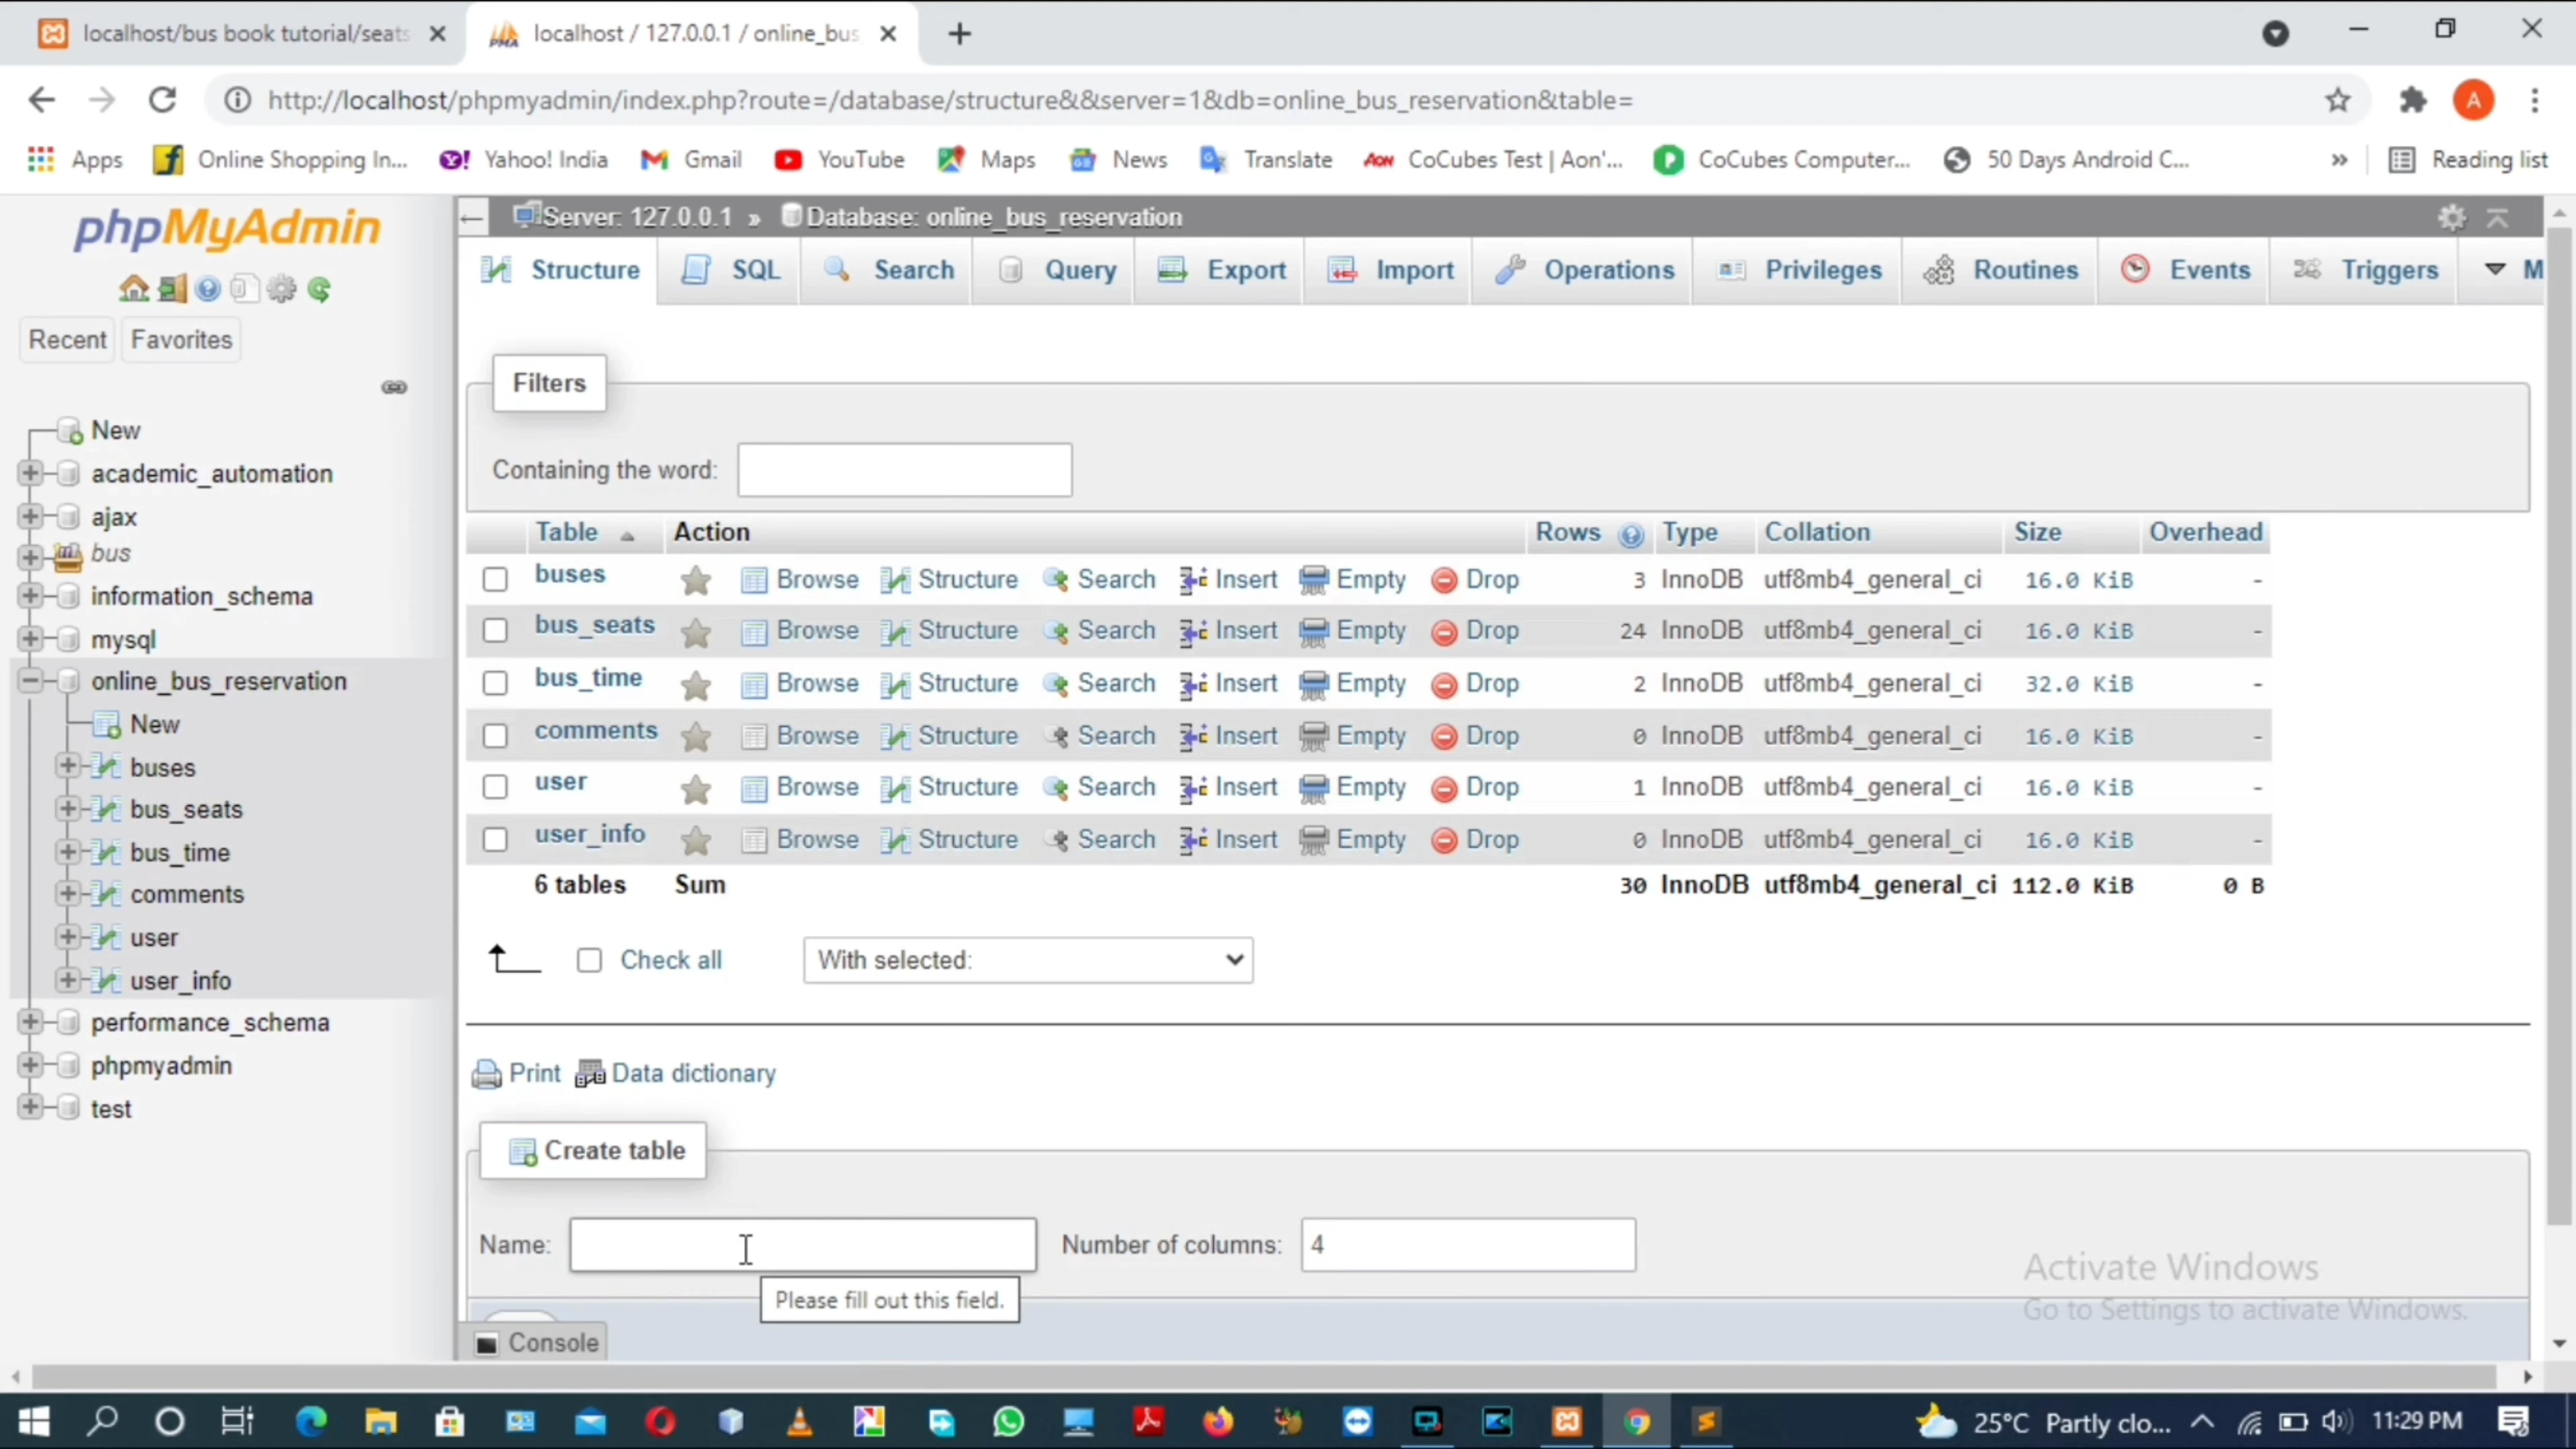 localhost/bus book tutorial/seats
localhost / 127.0.0.1 / online_bus
http://localhost/phpmyadmin/index.php?route=/database/structure&&server=1&db=online_bus_reservation&table=
A
Apps Online Shopping In... Yahoo! India Gmail YouTube Maps News Translate Aon CoCubes Test | Aon'... CoCubes Computer... 50 Days Android C... » Reading list
phpMyAdmin
Recent Favorites
New
academic_automation
ajax
bus
information_schema
mysql
online_bus_reservation
New
buses
bus_seats
bus_time
comments
user
user_info
performance_schema
phpmyadmin
test
Server: 127.0.0.1 » Database: online_bus_reservation
Structure SQL Search Query Export Import Operations Privileges Routines Events Triggers M
Filters
Containing the word:
Table Action Rows Type Collation Size Overhead
buses Browse Structure Search Insert Empty Drop 3 InnoDB utf8mb4_general_ci 16.0 KiB -
bus_seats Browse Structure Search Insert Empty Drop 24 InnoDB utf8mb4_general_ci 16.0 KiB -
bus_time Browse Structure Search Insert Empty Drop 2 InnoDB utf8mb4_general_ci 32.0 KiB -
comments Browse Structure Search Insert Empty Drop 0 InnoDB utf8mb4_general_ci 16.0 KiB -
user Browse Structure Search Insert Empty Drop 1 InnoDB utf8mb4_general_ci 16.0 KiB -
user_info Browse Structure Search Insert Empty Drop 0 InnoDB utf8mb4_general_ci 16.0 KiB -
6 tables Sum 30 InnoDB utf8mb4_general_ci 112.0 KiB 0 B
Check all With selected:
Print Data dictionary
Create table
Name: Number of columns: 4
Please fill out this field.
Activate Windows
Go to Settings to activate Windows.
Console
25°C Partly clo... 11:29 PM